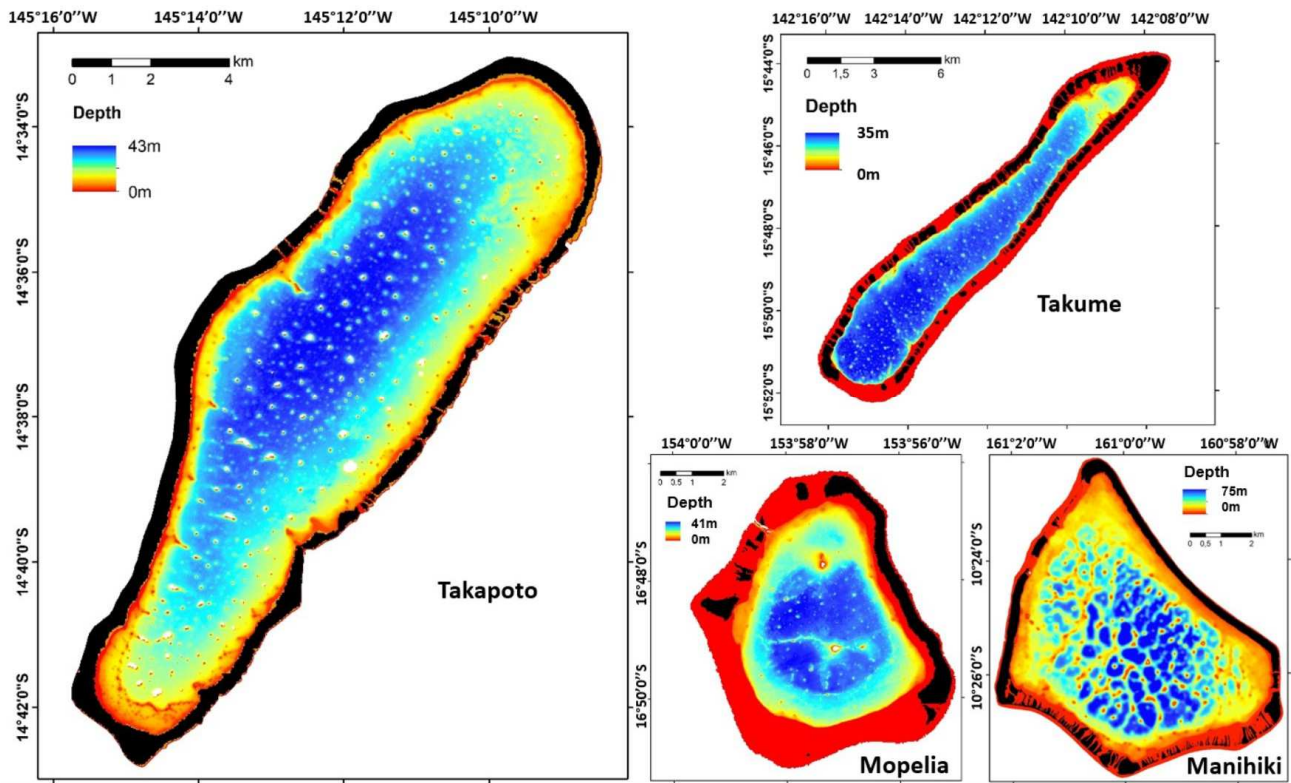 145°16'0"W 145°14'0"W 145°12'0"W 145°10'0"W
0 1 2 4 km
Depth
43m
0m
14°34'0"S
14°36'0"S
14°38'0"S
14°40'0"S
14°42'0"S
Takapoto
142°16'0"W 142°14'0"W 142°12'0"W 142°10'0"W 142°08'0"W
0 1,5 3 6 km
Depth
35m
0m
15°44'0"S
15°46'0"S
15°48'0"S
15°50'0"S
15°52'0"S
Takume
154°0'0"W 153°58'0"W 153°56'0"W
0 0.5 1 2 km
Depth
41m
0m
16°48'0"S
16°50'0"S
Mopelia
161°2'0"W 161°0'0"W 160°58'0"W
Depth
75m
0m
0 0.5 1 2 km
10°24'0"S
10°26'0"S
Manihiki